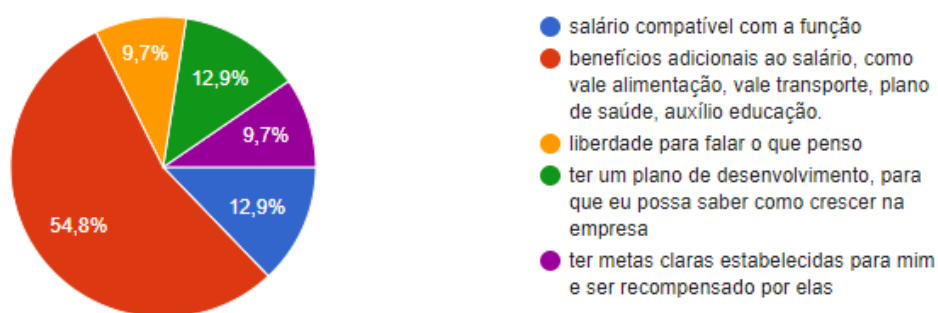 9,7%
12,9%
9,7%
12,9%
54,8%
salário compatível com a função
benefícios adicionais ao salário, como
vale alimentação, vale transporte, plano
de saúde, auxílio educação.
liberdade para falar o que penso
ter um plano de desenvolvimento, para
que eu possa saber como crescer na
empresa
ter metas claras estabelecidas para mim
e ser recompensado por elas